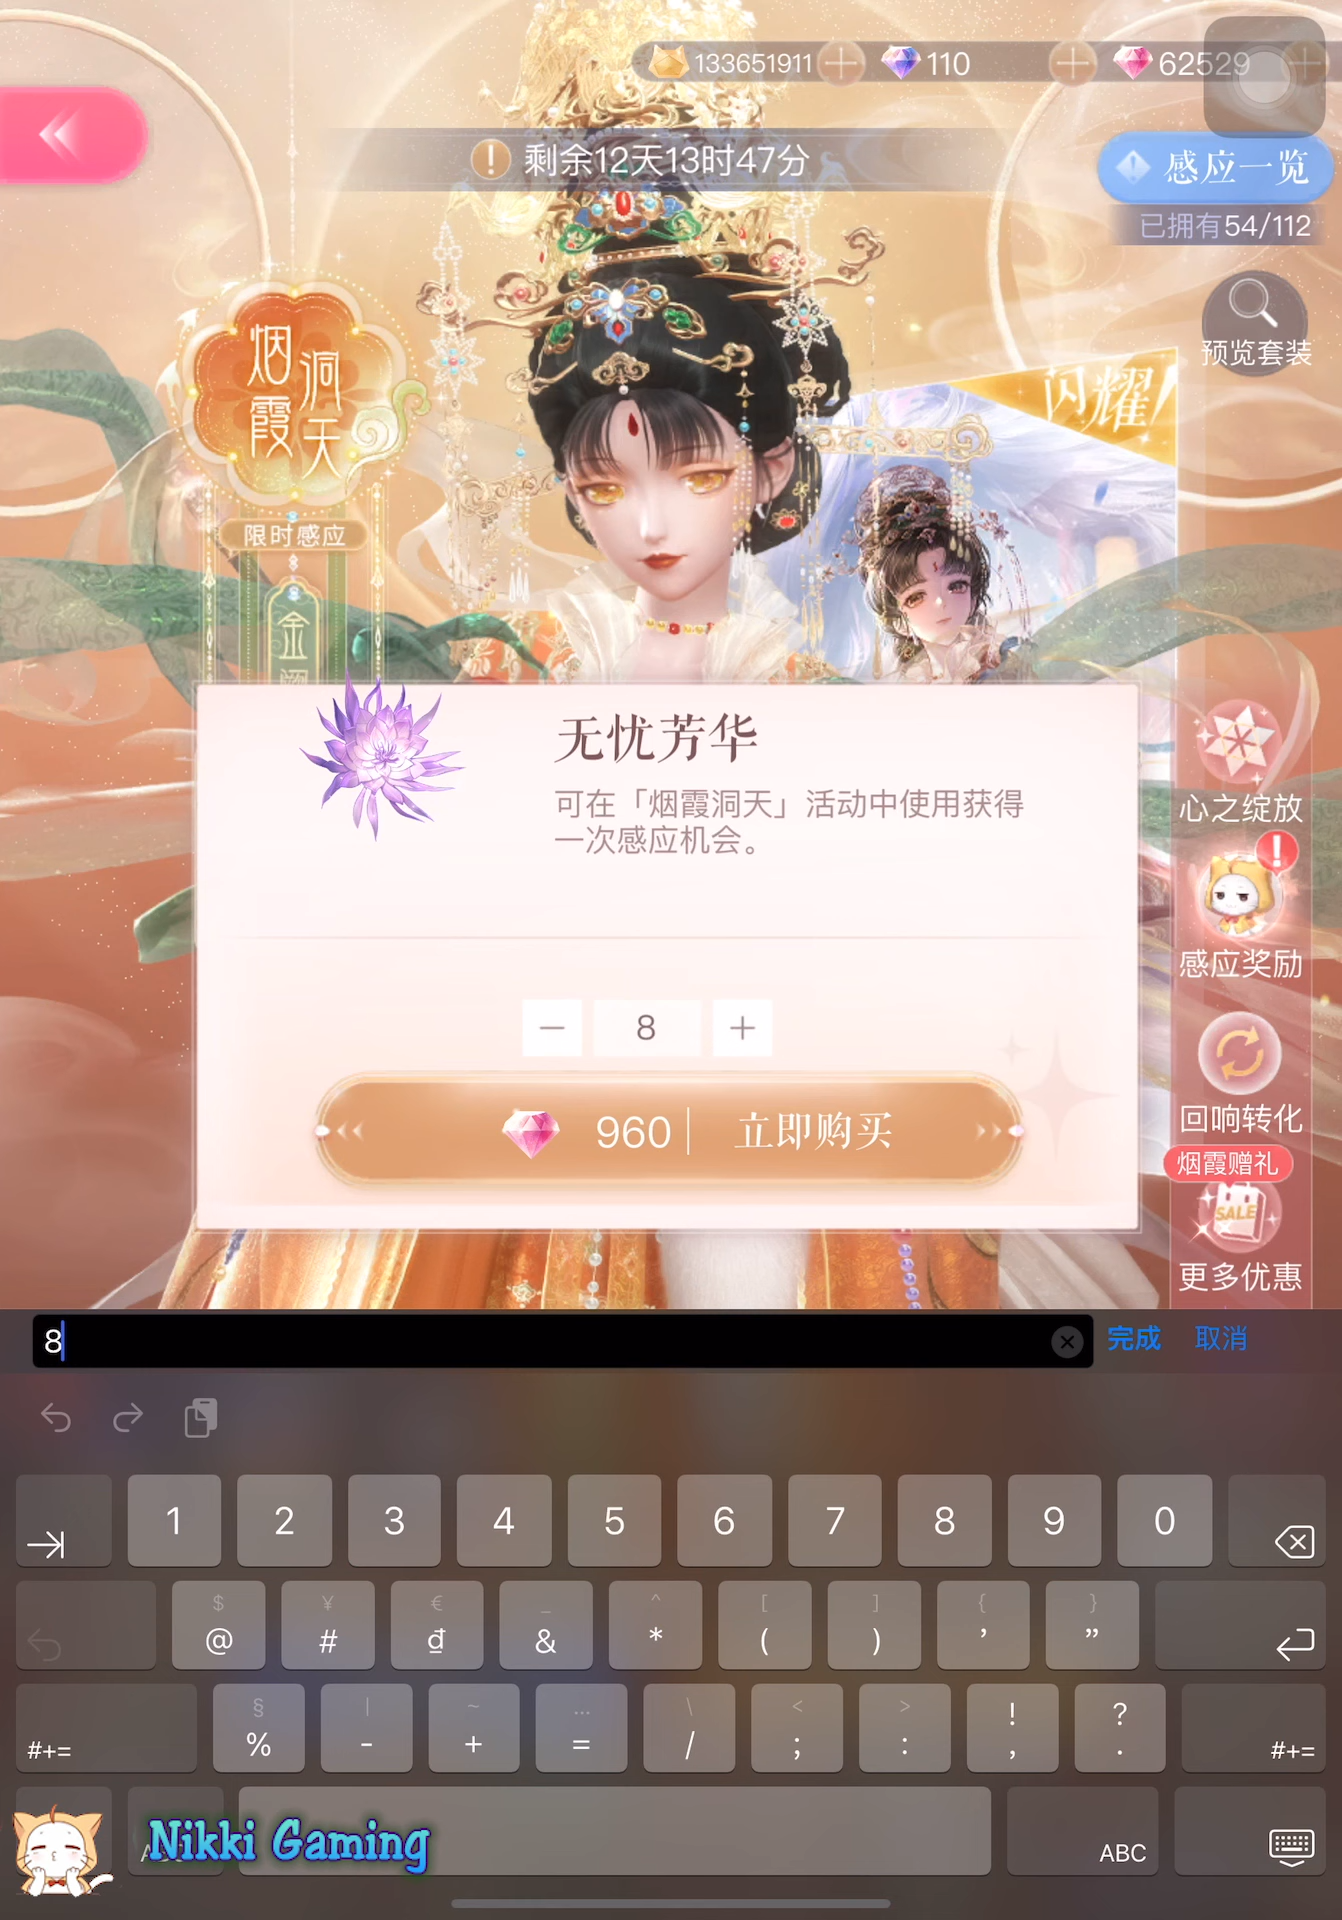 133651911
110
62529
剩余12天13时47分
感应一览
已拥有54/112
预览套装
烟霞
洞天
闪耀
限时感应
金
无忧芳华
可在「烟霞洞天」活动中使用获得
一次感应机会。
心之绽放
感应奖励
8
960
立即购买
回响转化
烟霞赠礼
SALE
更多优惠
8
完成 取消
1 2 3 4 5 6 7 8 9 0
$ ¥ € _ ^ [ ] { }
@ # ₫ & * ( ) ’ ”
§ | ~ … \ < > ! ?
#+= % - + = / ; : , . #+=
Nikki Gaming
ABC